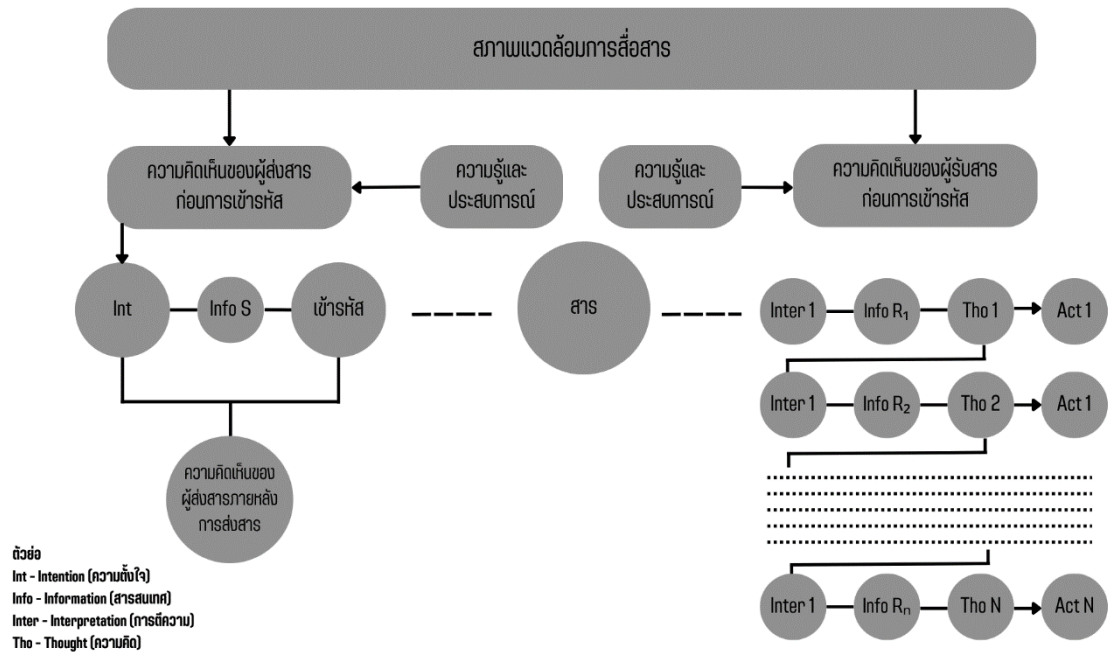 สภาพแวดล้อมการสื่อสาร
ความคิดเห็นของผู้ส่งสาร
ก่อนการเข้ารหัส
ความรู้และ
ประสบการณ์
ความรู้และ
ประสบการณ์
ความคิดเห็นของผู้รับสาร
ก่อนการเข้ารหัส
Int
Info S
เข้ารหัส
สาร
Inter 1
Info R₁
Tho 1
Act 1
Inter 1
Info R₂
Tho 2
Act 1
ความคิดเห็นของ
ผู้ส่งสารภายหลัง
การส่งสาร
Inter 1
Info Rₙ
Tho N
Act N
ตัวย่อ
Int - Intention (ความตั้งใจ)
Info - Information (สารสนเทศ)
Inter - Interpretation (การตีความ)
Tho - Thought (ความคิด)